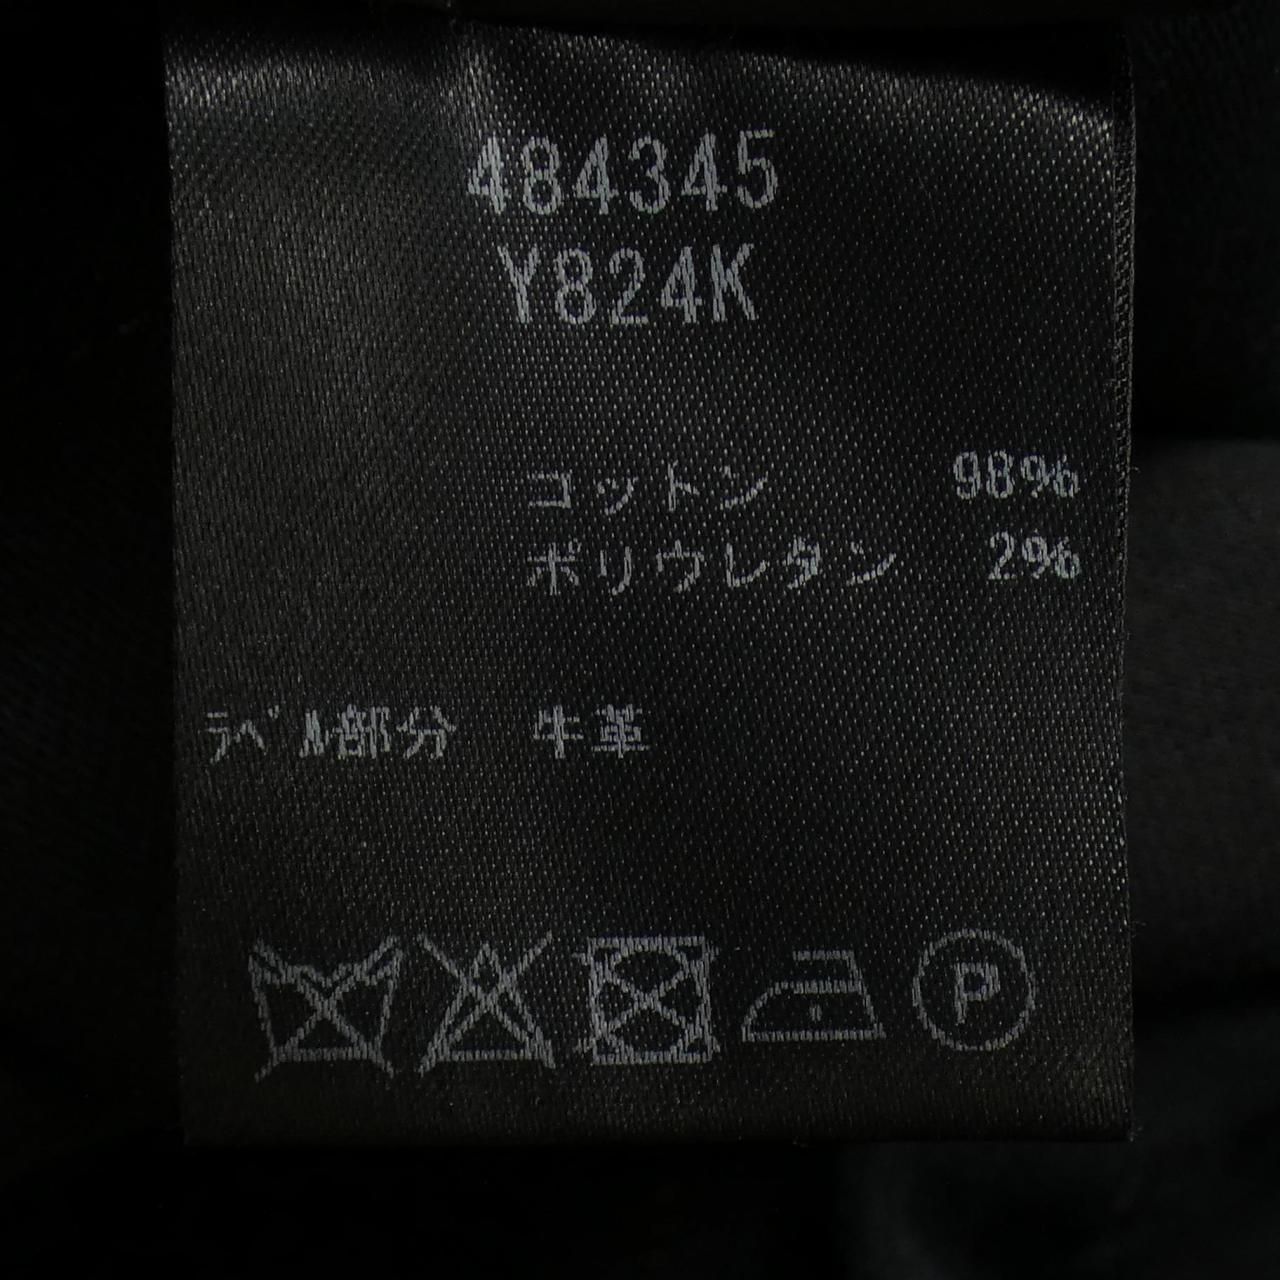 484345
Y824K
コットン 98%
ポリウレタン 2%
ﾗﾍﾞﾙ部分 牛革
P